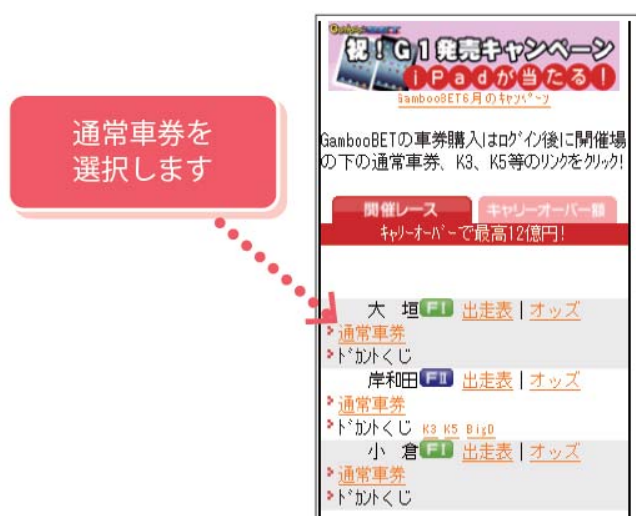 通常車券を
選択します
GambooBET
祝！G1発売キャンペーン
iPadが当たる！
GambooBET6月のｷｬﾝﾍﾟｰﾝ
GambooBETの車券購入はﾛｸﾞｲﾝ後に開催場
の下の通常車券、K3、K5等のﾘﾝｸをｸﾘｯｸ!
開催レース キャリーオーバー額
ｷｬﾘｰｵｰﾊﾞｰで最高12億円!
大　垣 FⅠ 出走表 | オッズ
通常車券
ﾄﾞｶﾝﾄくじ
岸和田 FⅡ 出走表 | オッズ
通常車券
ﾄﾞｶﾝﾄくじ K3 K5 BigD
小　倉 FⅠ 出走表 | オッズ
通常車券
ﾄﾞｶﾝﾄくじ